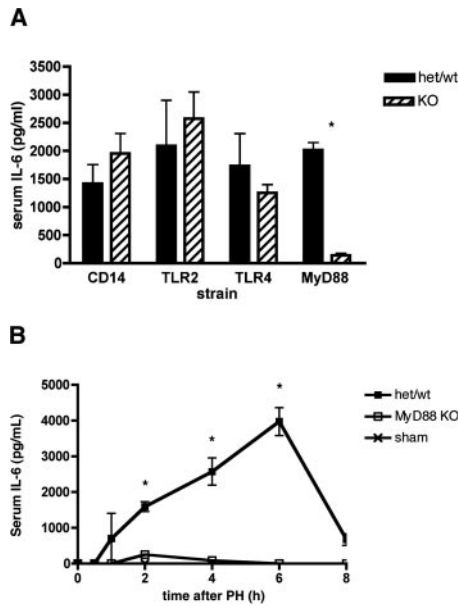 A
serum IL-6 (pg/ml)
3500
3000
2500
2000
1500
1000
500
0
CD14 TLR2 TLR4 MyD88
strain
het/wt
KO
*
B
Serum IL-6 (pg/mL)
5000
4000
3000
2000
1000
0
0 2 4 6 8
time after PH (h)
* * *
het/wt
MyD88 KO
sham